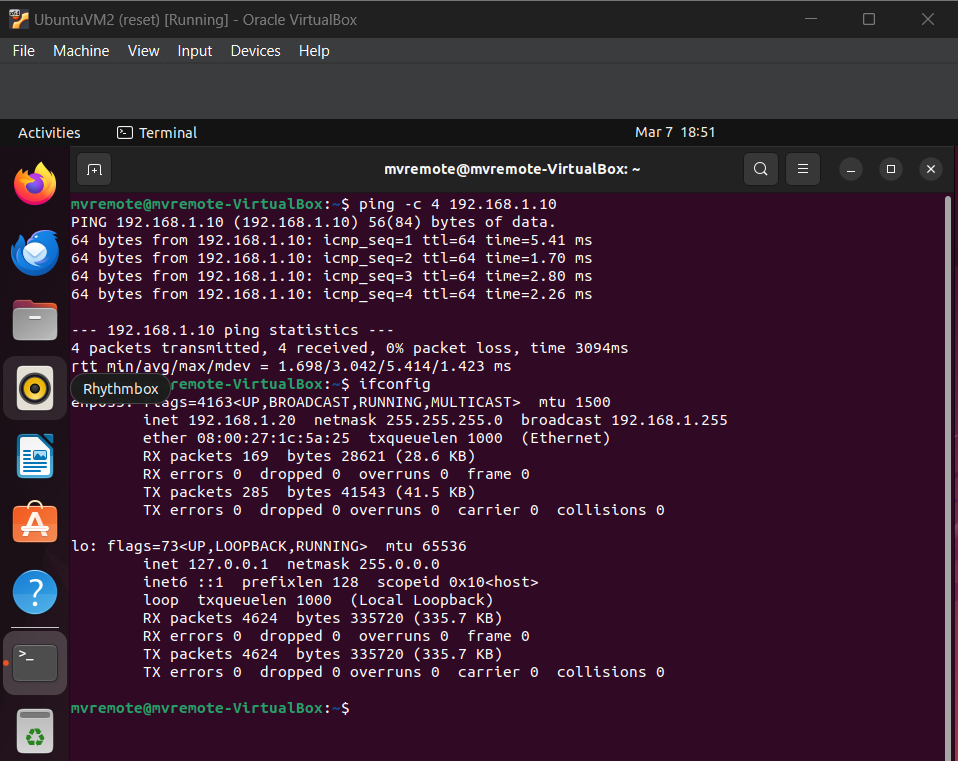 UbuntuVM2 (reset) [Running] - Oracle VirtualBox
File Machine View Input Devices Help
Activities Terminal Mar 7 18:51
mvremote@mvremote-VirtualBox: ~
mvremote@mvremote-VirtualBox:~$ ping -c 4 192.168.1.10
PING 192.168.1.10 (192.168.1.10) 56(84) bytes of data.
64 bytes from 192.168.1.10: icmp_seq=1 ttl=64 time=5.41 ms
64 bytes from 192.168.1.10: icmp_seq=2 ttl=64 time=1.70 ms
64 bytes from 192.168.1.10: icmp_seq=3 ttl=64 time=2.80 ms
64 bytes from 192.168.1.10: icmp_seq=4 ttl=64 time=2.26 ms
--- 192.168.1.10 ping statistics ---
4 packets transmitted, 4 received, 0% packet loss, time 3094ms
rtt min/avg/max/mdev = 1.698/3.042/5.414/1.423 ms
Rhythmbox
remote@mvremote-VirtualBox:~$ ifconfig
flags=4163<UP,BROADCAST,RUNNING,MULTICAST> mtu 1500
inet 192.168.1.20 netmask 255.255.255.0 broadcast 192.168.1.255
ether 08:00:27:1c:5a:25 txqueuelen 1000 (Ethernet)
RX packets 169 bytes 28621 (28.6 KB)
RX errors 0 dropped 0 overruns 0 frame 0
TX packets 285 bytes 41543 (41.5 KB)
TX errors 0 dropped 0 overruns 0 carrier 0 collisions 0
lo: flags=73<UP,LOOPBACK,RUNNING> mtu 65536
inet 127.0.0.1 netmask 255.0.0.0
inet6 ::1 prefixlen 128 scopeid 0x10<host>
loop txqueuelen 1000 (Local Loopback)
RX packets 4624 bytes 335720 (335.7 KB)
RX errors 0 dropped 0 overruns 0 frame 0
TX packets 4624 bytes 335720 (335.7 KB)
TX errors 0 dropped 0 overruns 0 carrier 0 collisions 0
mvremote@mvremote-VirtualBox:~$